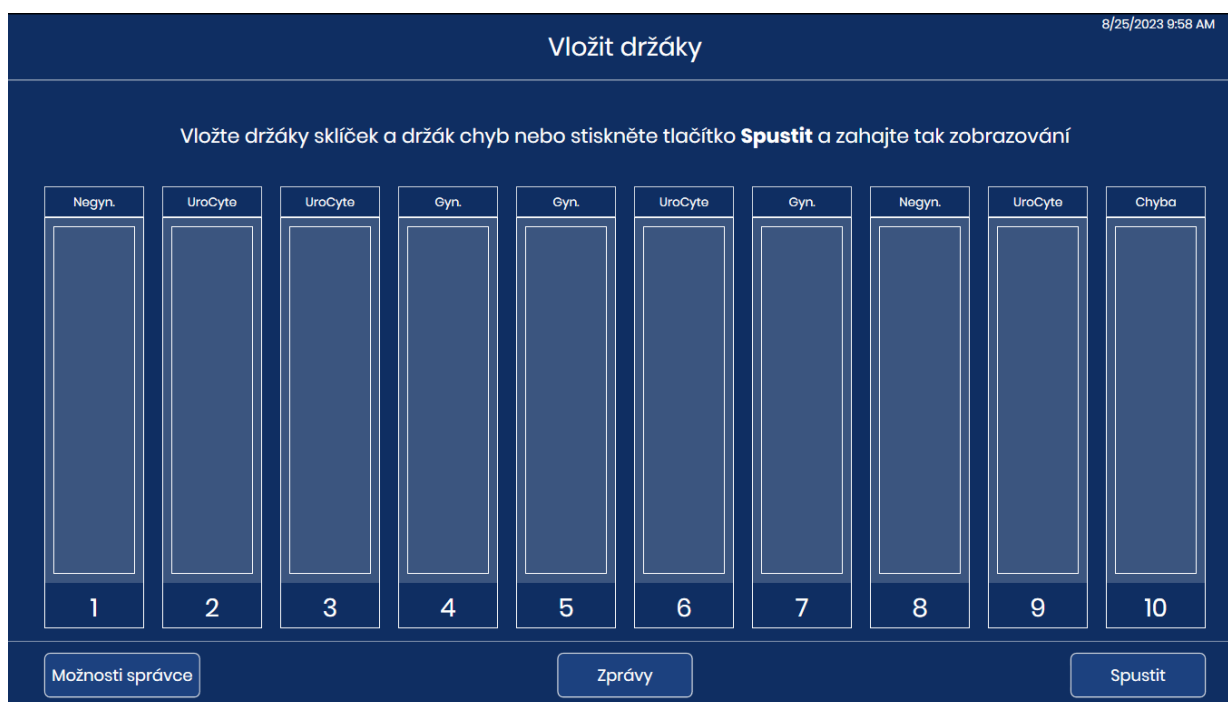 8/25/2023 9:58 AM
Vložit držáky
Vložte držáky sklíček a držák chyb nebo stiskněte tlačítko Spustit a zahajte tak zobrazování
Negyn. UroCyte UroCyte Gyn. Gyn. UroCyte Gyn. Negyn. UroCyte Chyba
1 2 3 4 5 6 7 8 9 10
Možnosti správce Zprávy Spustit